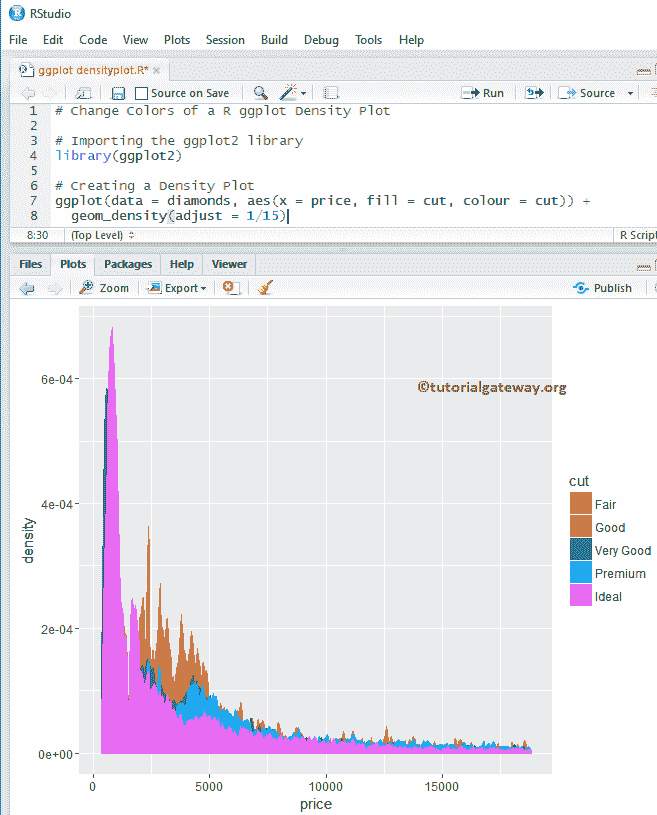 RStudio
File Edit Code View Plots Session Build Debug Tools Help
ggplot densityplot.R*
Source on Save Run Source
1 # Change Colors of a R ggplot Density Plot
2
3 # Importing the ggplot2 library
4 library(ggplot2)
5
6 # Creating a Density Plot
7 ggplot(data = diamonds, aes(x = price, fill = cut, colour = cut)) +
8 geom_density(adjust = 1/15)
8:30 (Top Level) R Script
Files Plots Packages Help Viewer
Zoom Export Publish
©tutorialgateway.org
6e-04
4e-04
2e-04
0e+00
density
0 5000 10000 15000
price
cut
Fair
Good
Very Good
Premium
Ideal